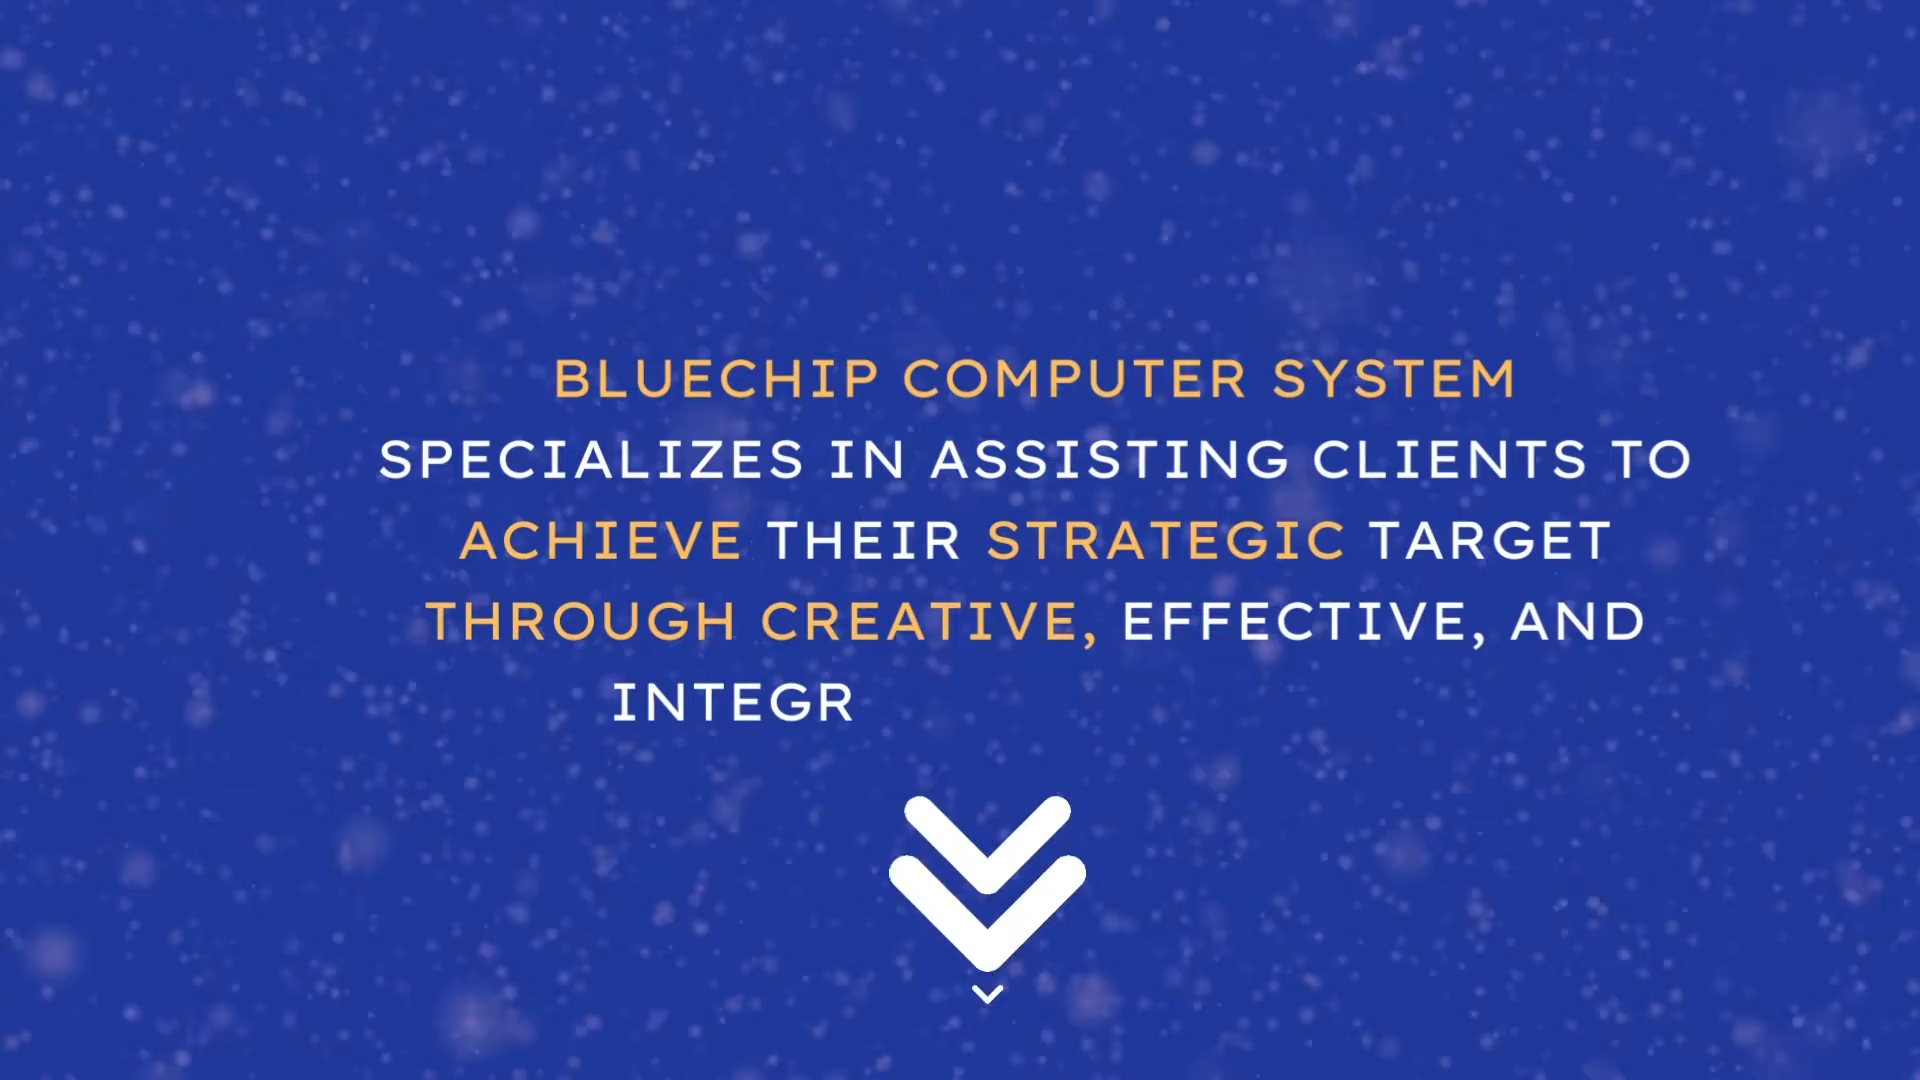 BLUECHIP COMPUTER SYSTEM
SPECIALIZES IN ASSISTING CLIENTS TO
ACHIEVE THEIR STRATEGIC TARGET
THROUGH CREATIVE, EFFECTIVE, AND
INTEGR